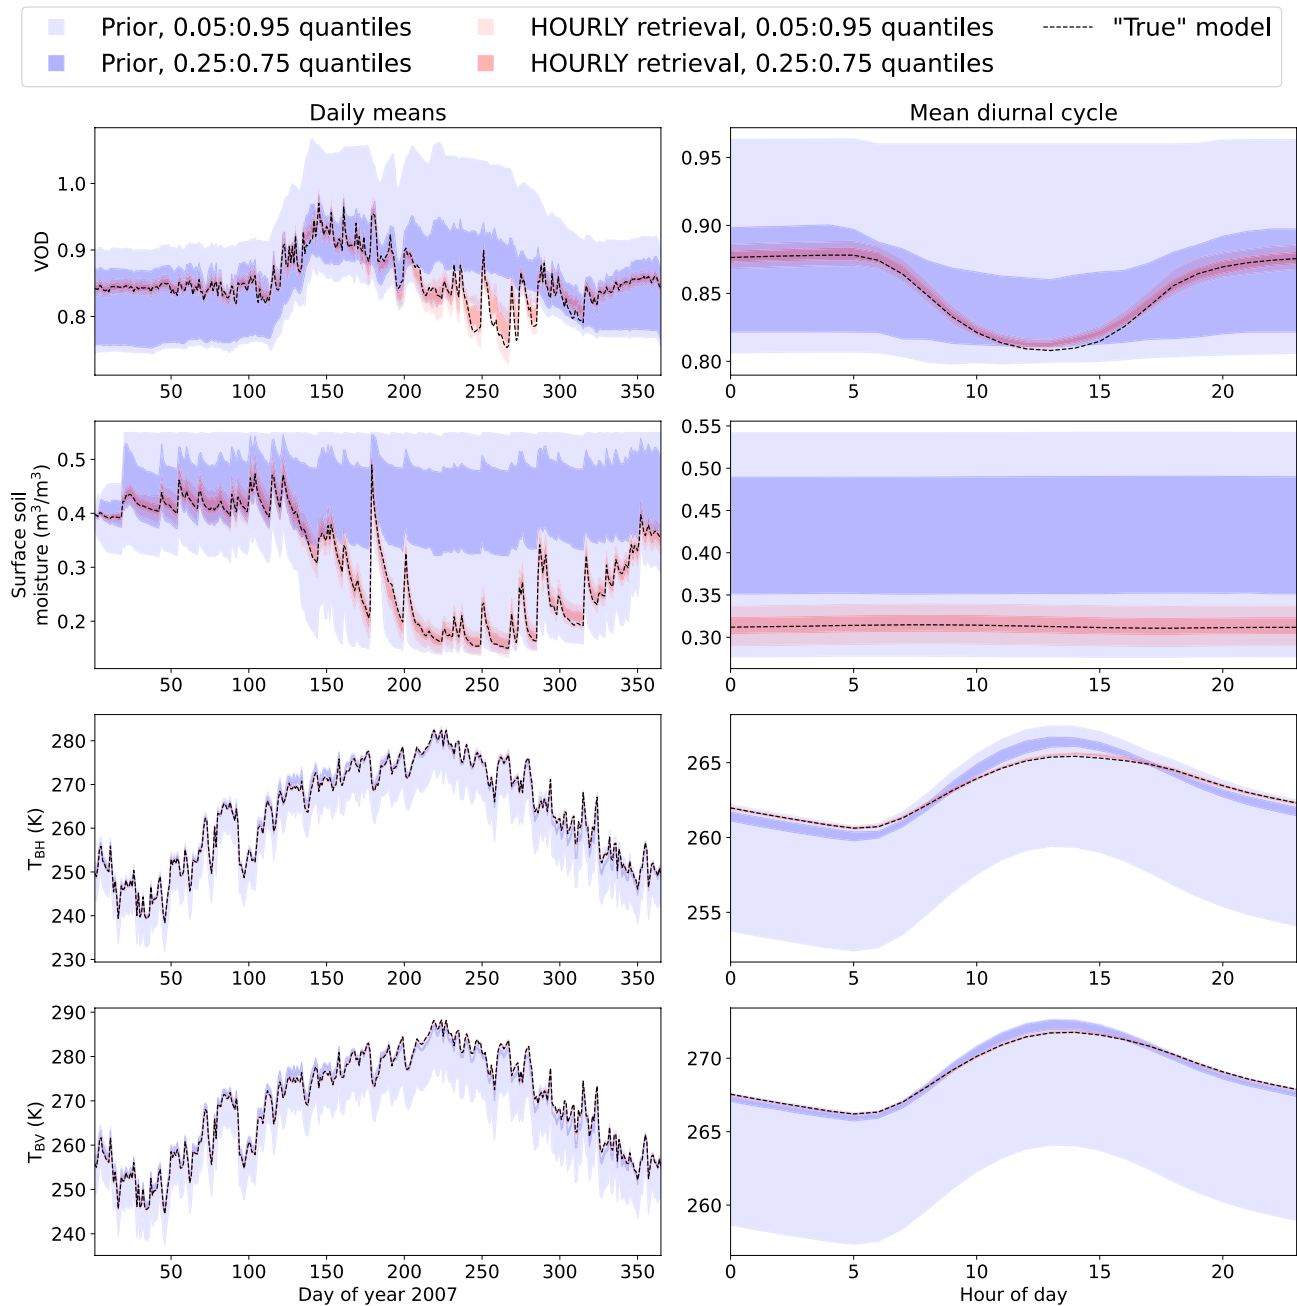 Prior, 0.05:0.95 quantiles HOURLY retrieval, 0.05:0.95 quantiles "True" model
Prior, 0.25:0.75 quantiles HOURLY retrieval, 0.25:0.75 quantiles
Daily means
VOD
1.0
0.9
0.8
50 100 150 200 250 300 350
Mean diurnal cycle
0.95
0.90
0.85
0.80
0 5 10 15 20
Surface soil
moisture (m³/m³)
0.5
0.4
0.3
0.2
50 100 150 200 250 300 350
0.55
0.50
0.45
0.40
0.35
0.30
0 5 10 15 20
T_BH (K)
280
270
260
250
240
230
50 100 150 200 250 300 350
265
260
255
0 5 10 15 20
T_BV (K)
290
280
270
260
250
240
50 100 150 200 250 300 350
Day of year 2007
270
265
260
0 5 10 15 20
Hour of day